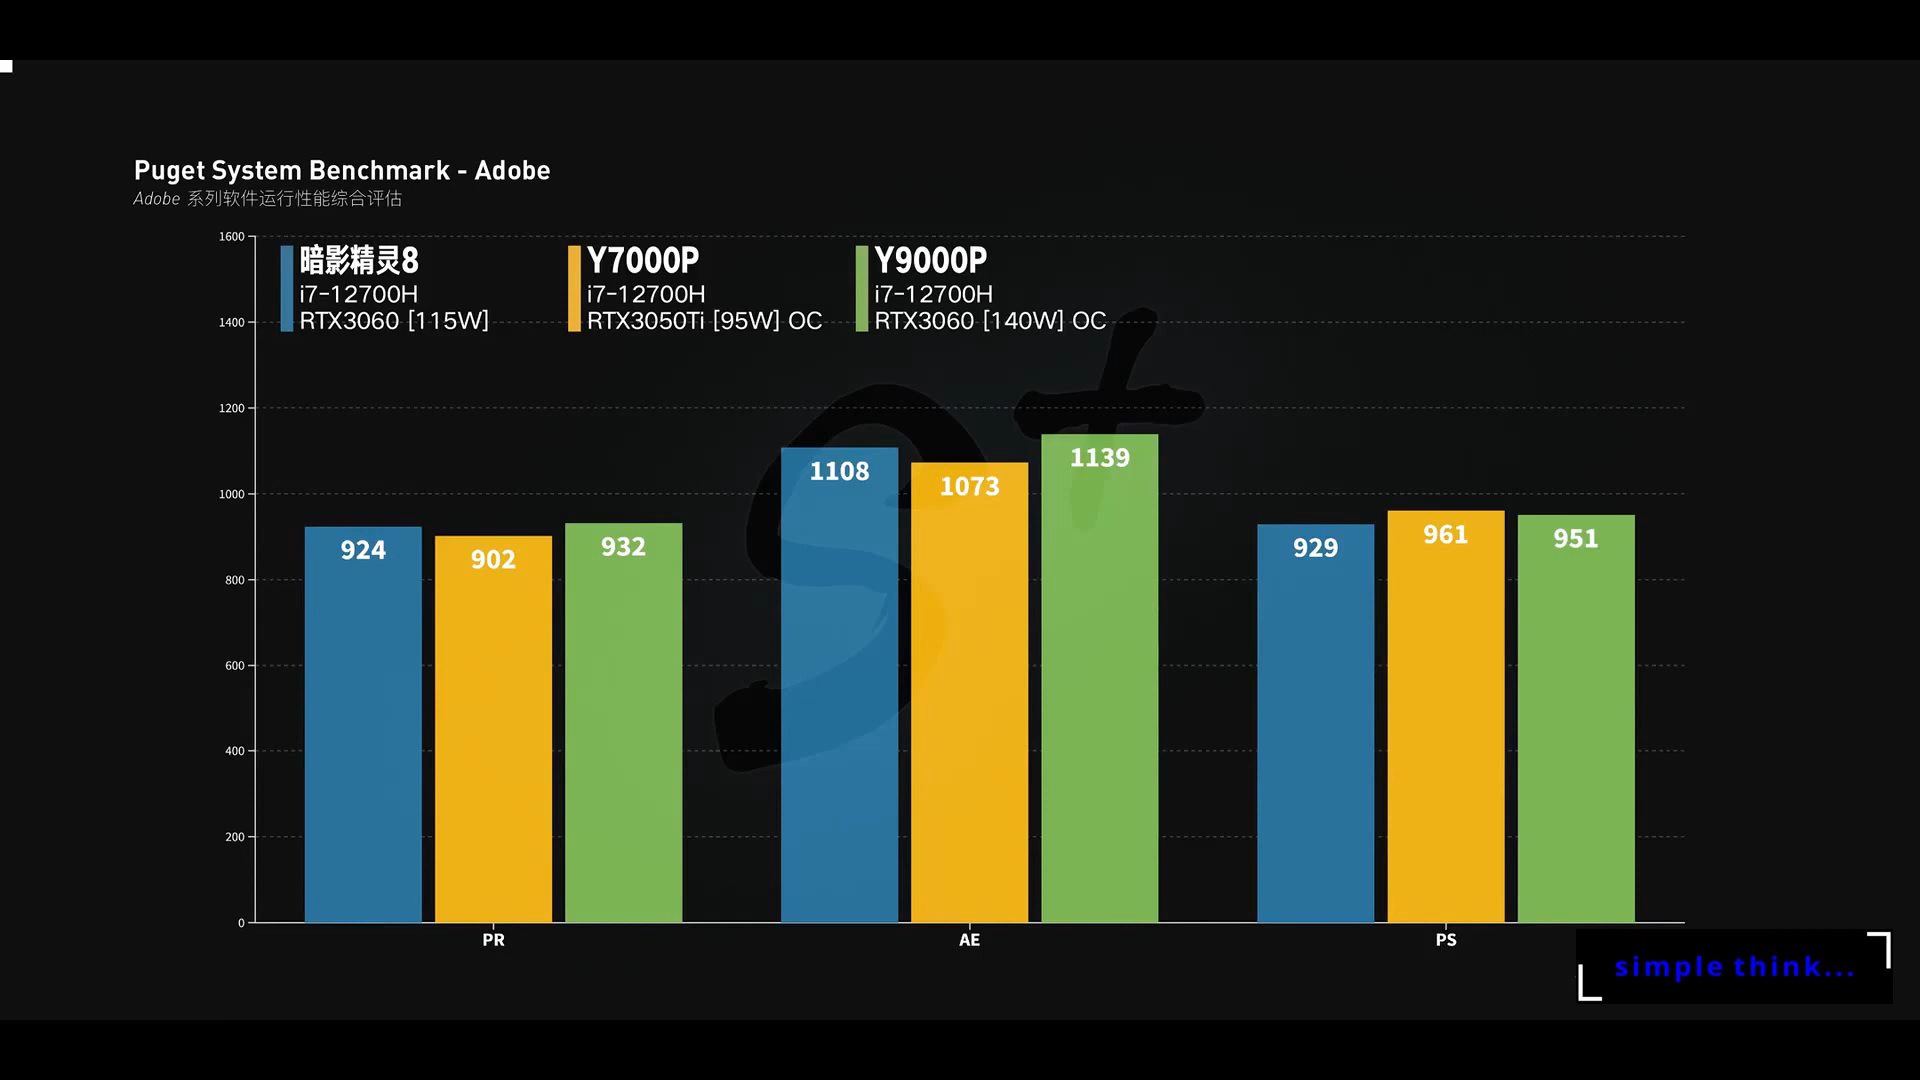 Puget System Benchmark - Adobe
Adobe 系列软件运行性能综合评估
暗影精灵8
i7-12700H
RTX3060 [115W]
Y7000P
i7-12700H
RTX3050Ti [95W] OC
Y9000P
i7-12700H
RTX3060 [140W] OC
1600
1400
1200
1000
800
600
400
200
0
924
902
932
1108
1073
1139
929
961
951
PR
AE
PS
St
simple think...